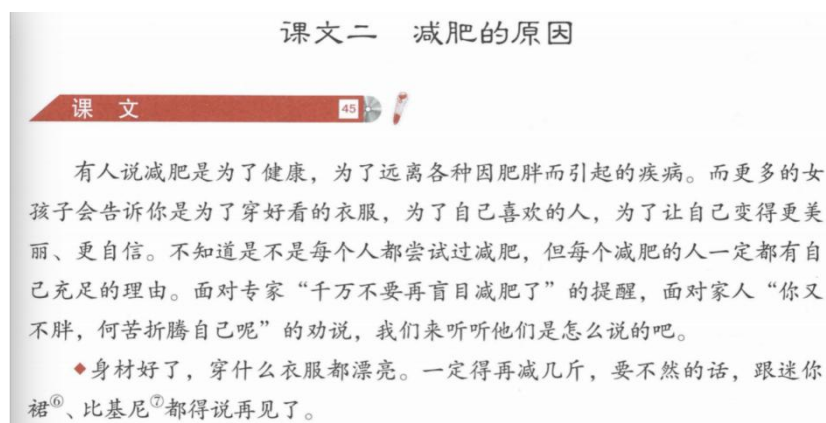 课文二 减肥的原因
课 文
45
有人说减肥是为了健康，为了远离各种因肥胖而引起的疾病。而更多的女
孩子会告诉你是为了穿好看的衣服，为了自己喜欢的人，为了让自己变得更美
丽、更自信。不知道是不是每个人都尝试过减肥，但每个减肥的人一定都有自
己充足的理由。面对专家“千万不要再盲目减肥了”的提醒，面对家人“你又
不胖，何苦折腾自己呢”的劝说，我们来听听他们是怎么说的吧。
◆身材好了，穿什么衣服都漂亮。一定得再减几斤，要不然的话，跟迷你
裙⑥、比基尼⑦都得说再见了。